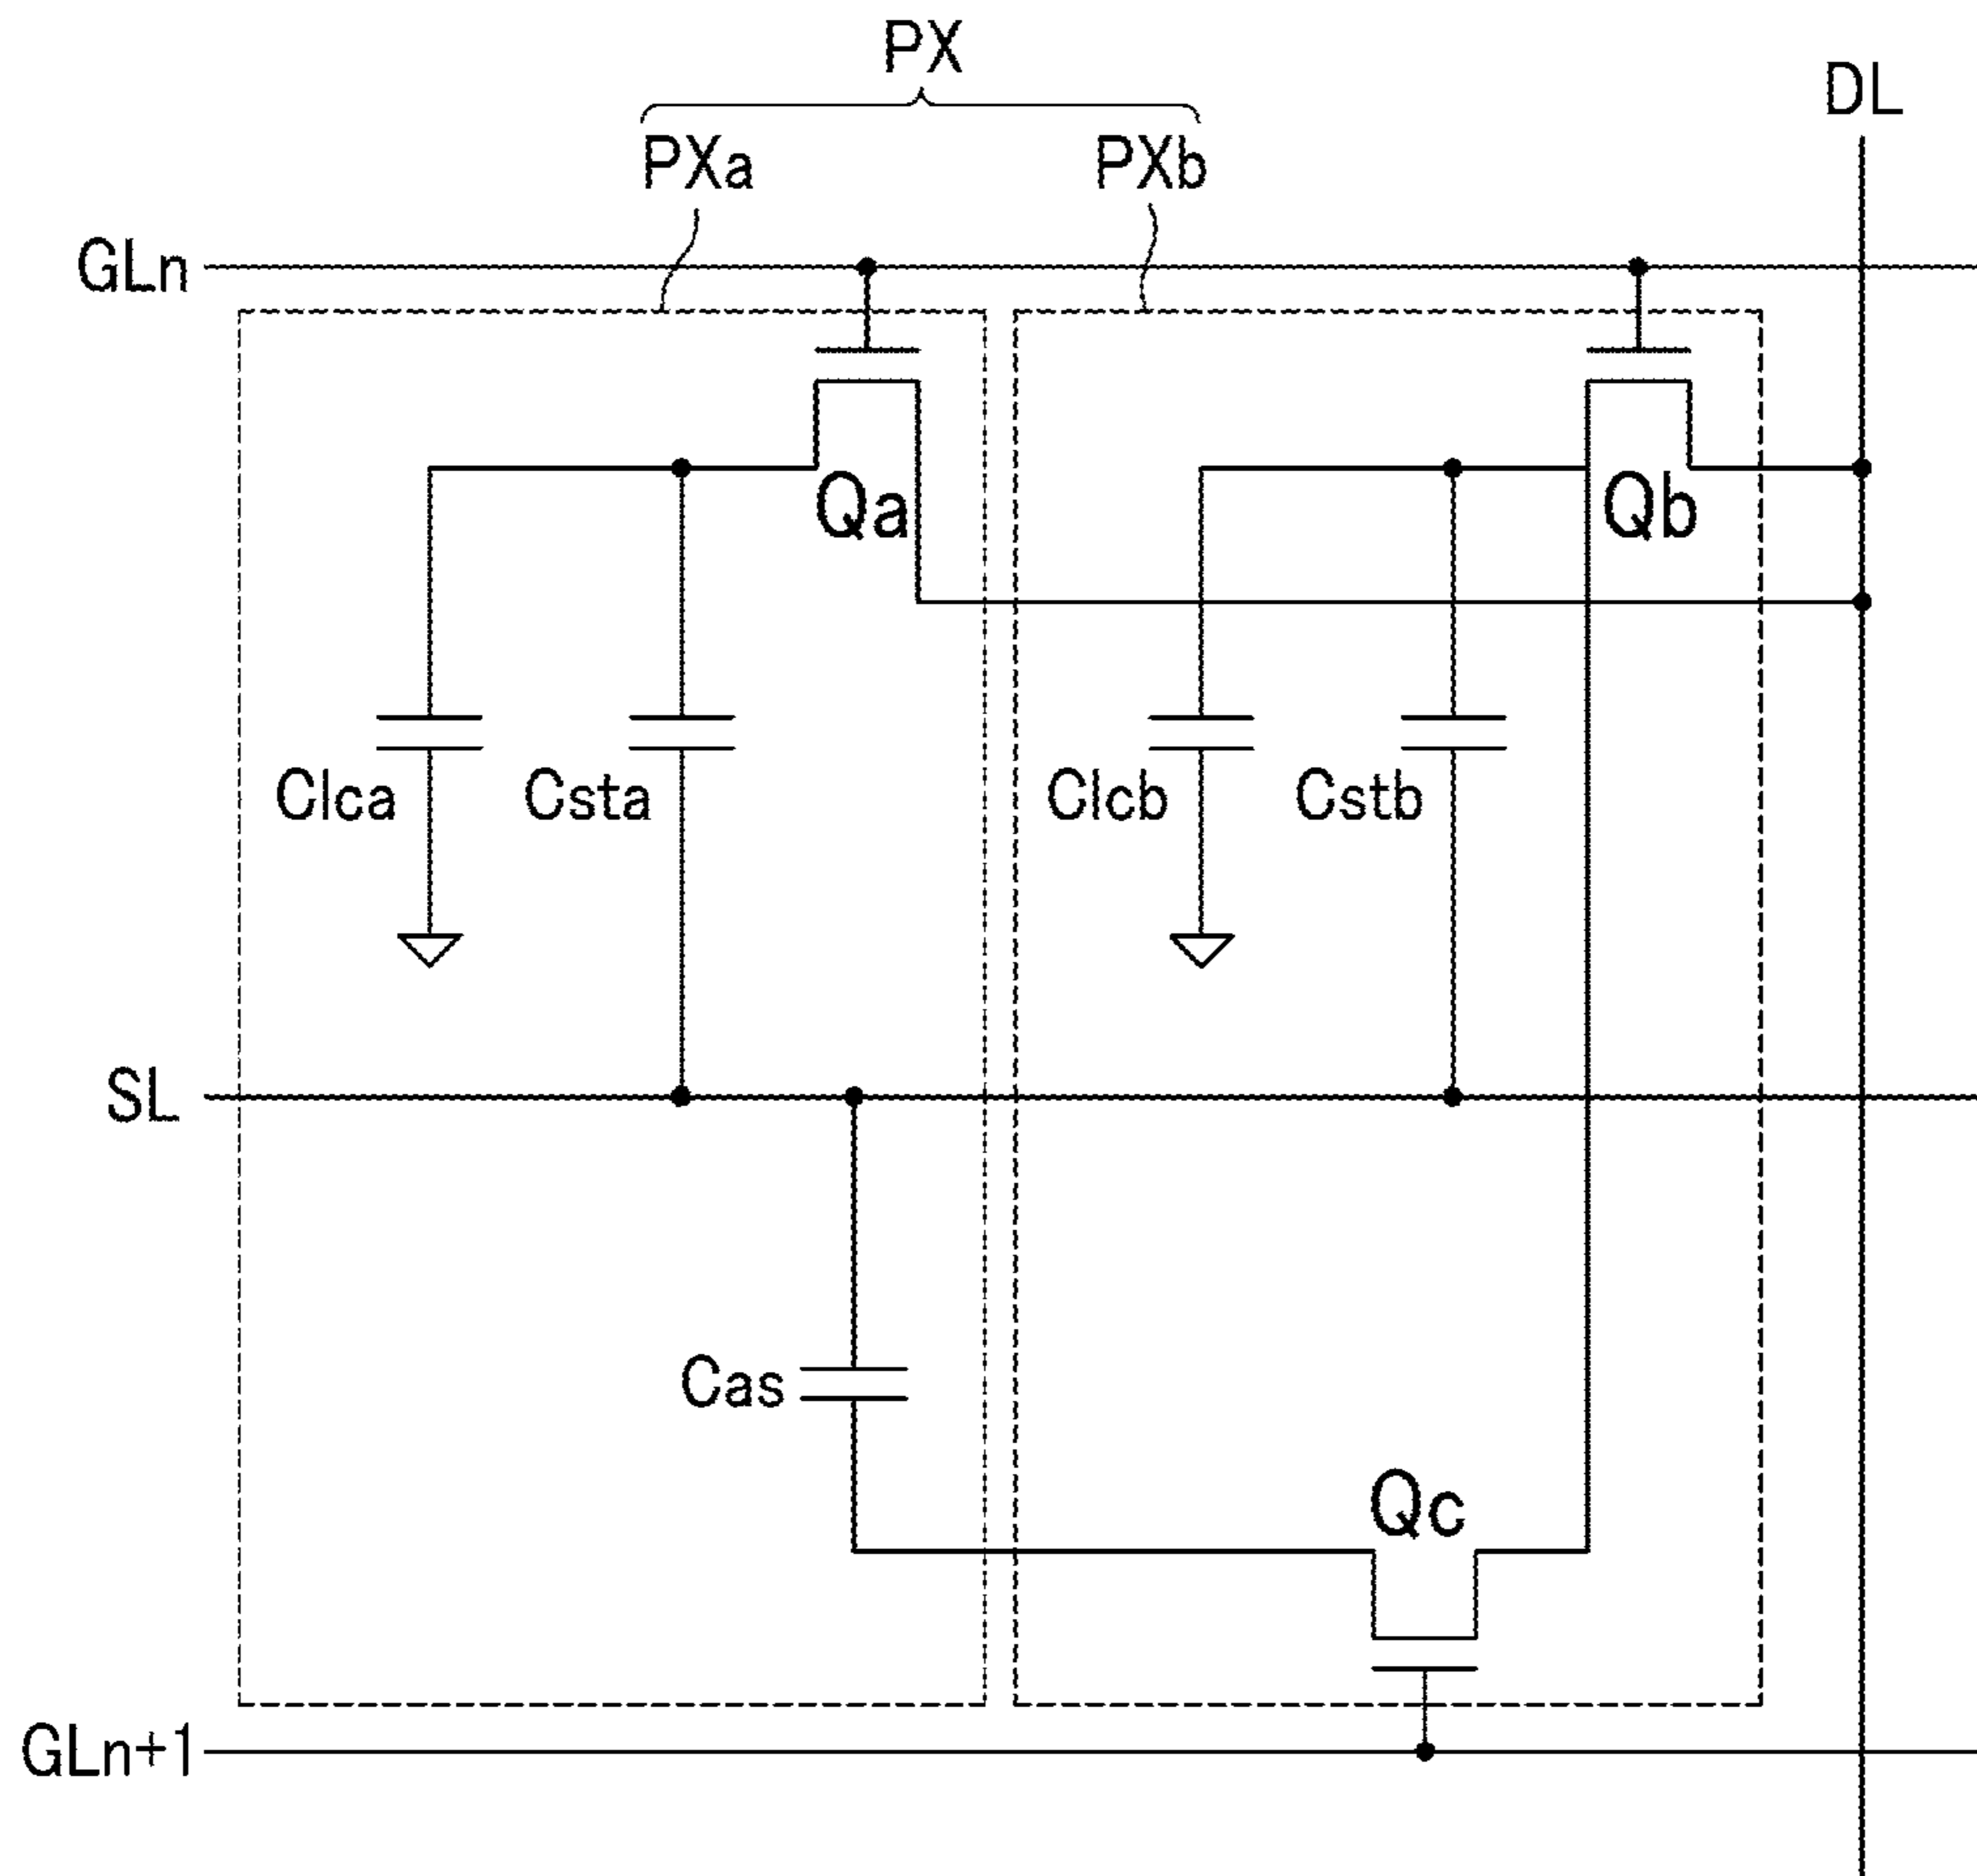 PX
DL
PXa PXb
GLn
Qa Qb
Clca Csta Clcb Cstb
SL
Cas
Qc
GLn+1